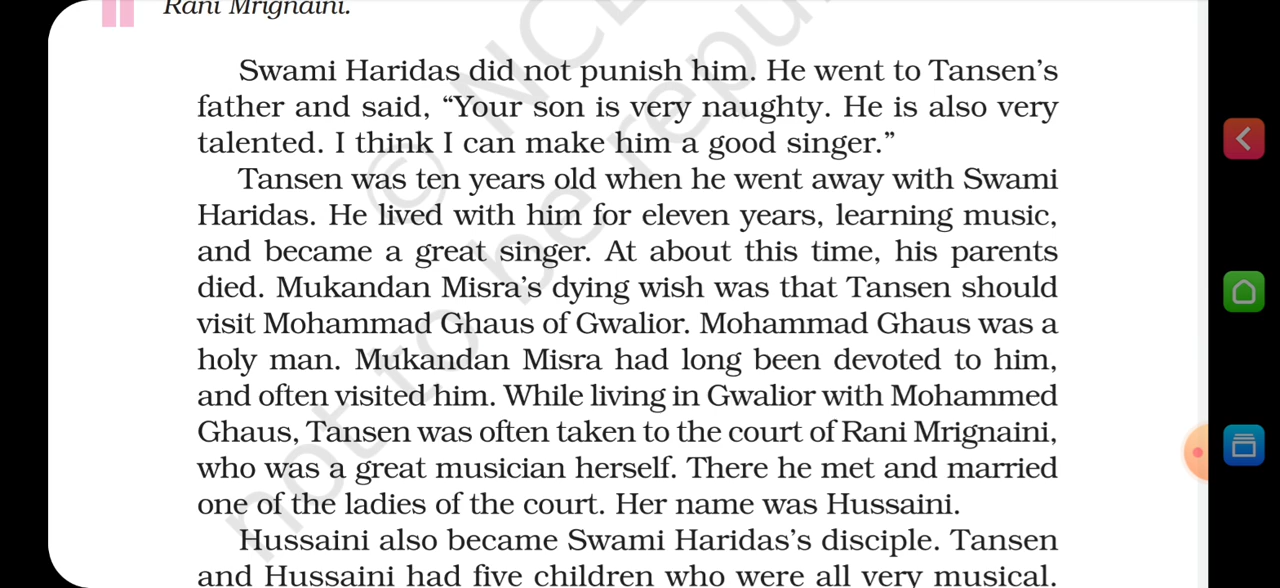 Rani Mrignaini.
Swami Haridas did not punish him. He went to Tansen’s
father and said, “Your son is very naughty. He is also very
talented. I think I can make him a good singer.”
Tansen was ten years old when he went away with Swami
Haridas. He lived with him for eleven years, learning music,
and became a great singer. At about this time, his parents
died. Mukandan Misra’s dying wish was that Tansen should
visit Mohammad Ghaus of Gwalior. Mohammad Ghaus was a
holy man. Mukandan Misra had long been devoted to him,
and often visited him. While living in Gwalior with Mohammed
Ghaus, Tansen was often taken to the court of Rani Mrignaini,
who was a great musician herself. There he met and married
one of the ladies of the court. Her name was Hussaini.
Hussaini also became Swami Haridas’s disciple. Tansen
and Hussaini had five children who were all very musical.
©
not to be